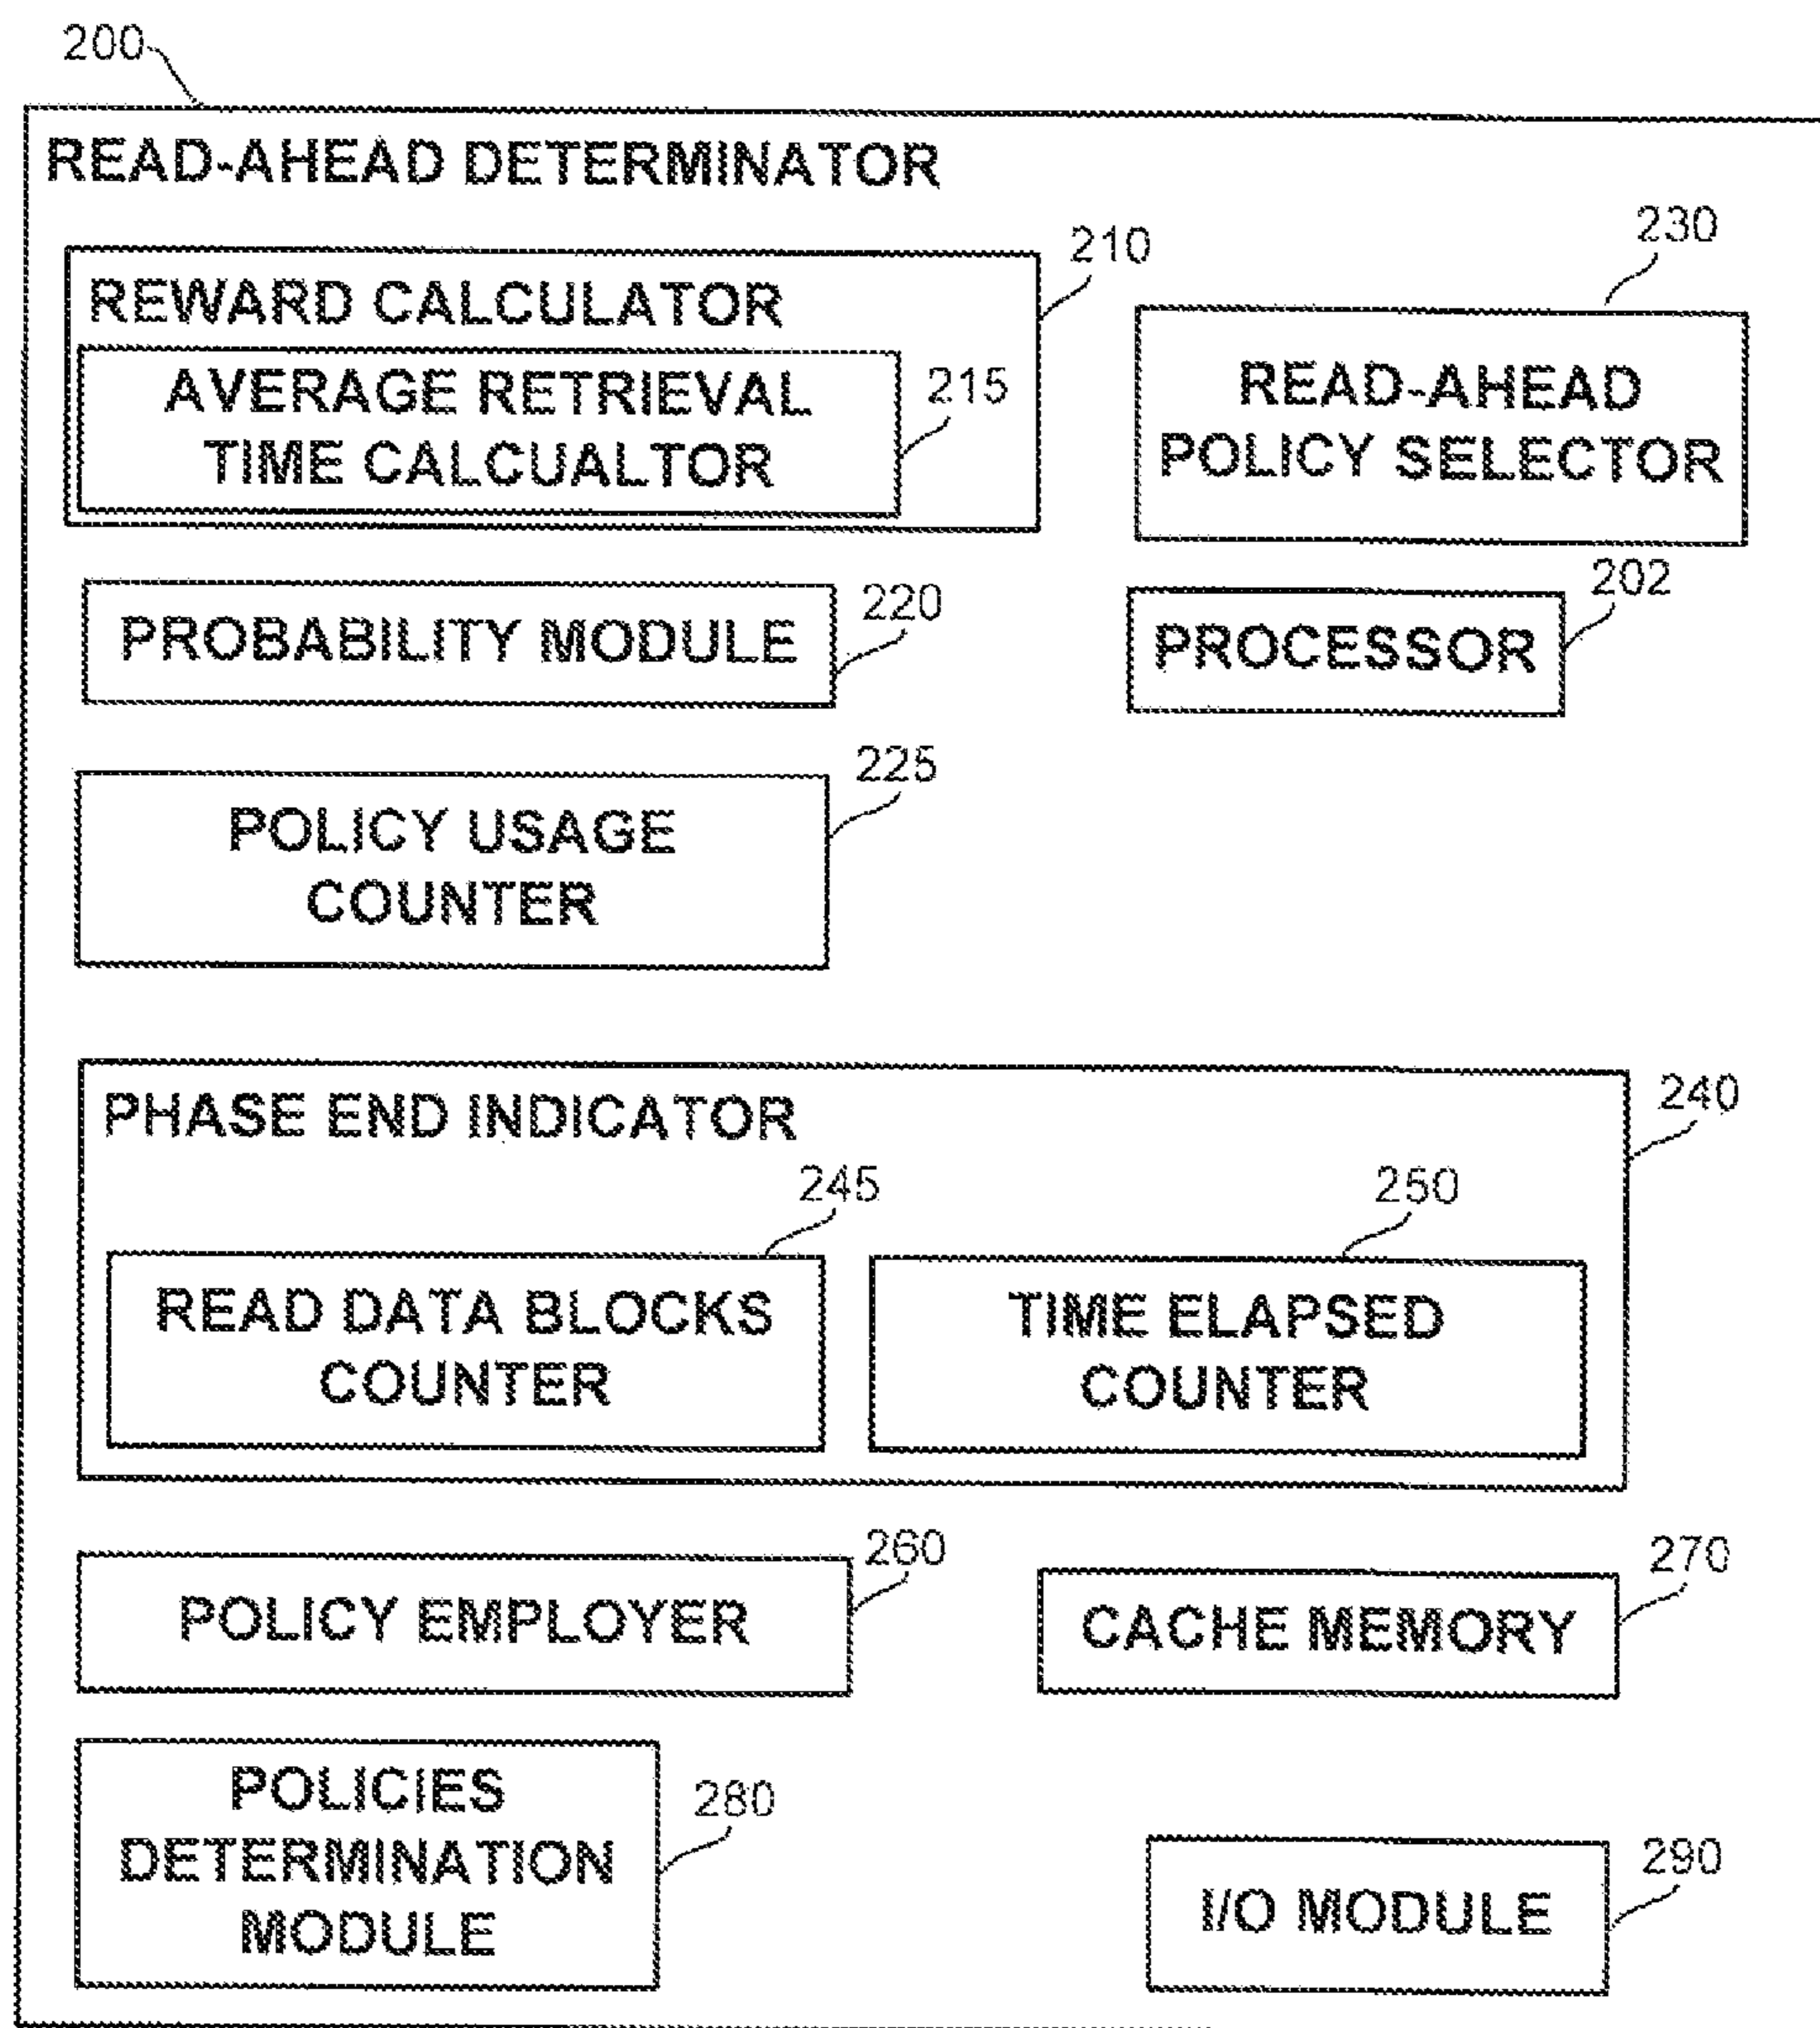 200
READ-AHEAD DETERMINATOR
210
230
REWARD CALCULATOR
AVERAGE RETRIEVAL
TIME CALCUALTOR
215
READ-AHEAD
POLICY SELECTOR
PROBABILITY MODULE
220
PROCESSOR
202
POLICY USAGE
COUNTER
225
PHASE END INDICATOR
240
245
250
READ DATA BLOCKS
COUNTER
TIME ELAPSED
COUNTER
POLICY EMPLOYER
260
CACHE MEMORY
270
POLICIES
DETERMINATION
MODULE
280
I/O MODULE
290